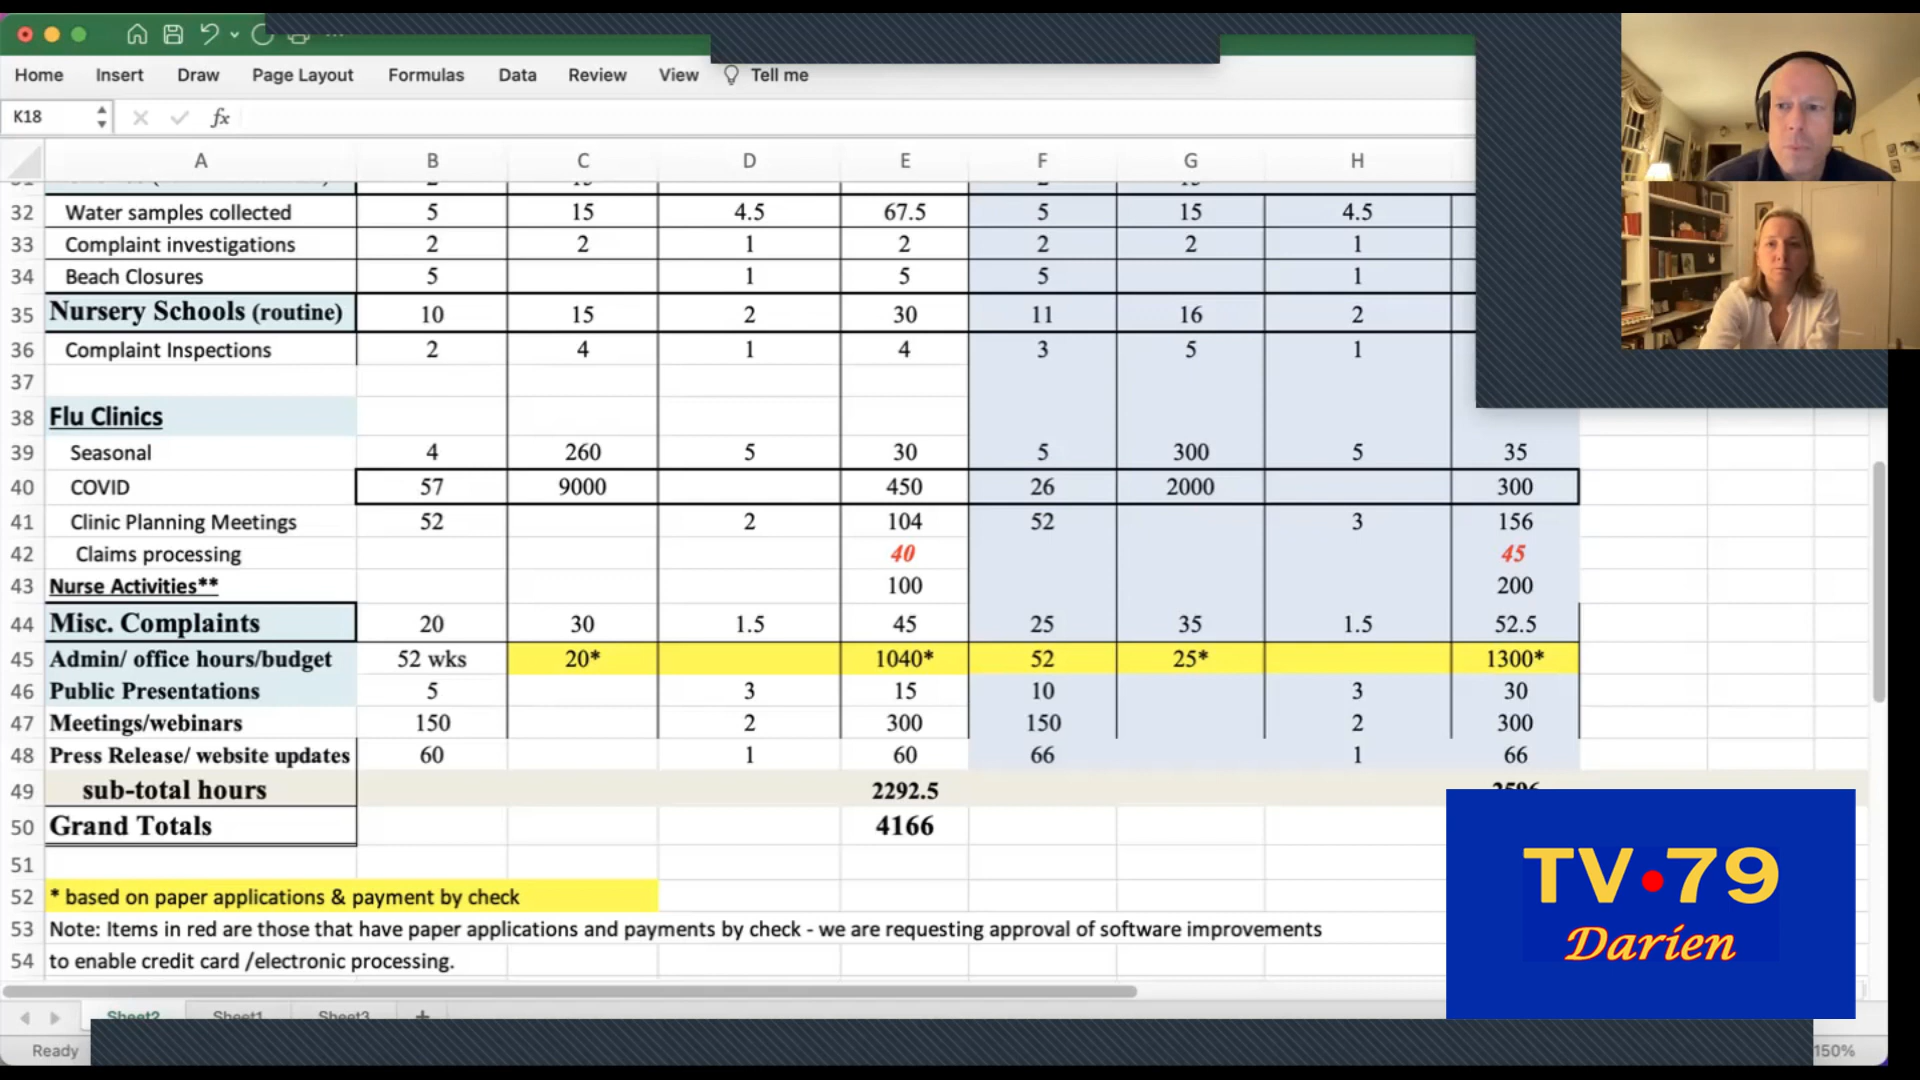 Home Insert Draw Page Layout Formulas Data Review View Tell me
K18 fx
A B C D E F G H
32 Water samples collected 5 15 4.5 67.5 5 15 4.5
33 Complaint investigations 2 2 1 2 2 2 1
34 Beach Closures 5 1 5 5 1
35 Nursery Schools (routine) 10 15 2 30 11 16 2
36 Complaint Inspections 2 4 1 4 3 5 1
37
38 Flu Clinics
39 Seasonal 4 260 5 30 5 300 5 35
40 COVID 57 9000 450 26 2000 300
41 Clinic Planning Meetings 52 2 104 52 3 156
42 Claims processing 40 45
43 Nurse Activities** 100 200
44 Misc. Complaints 20 30 1.5 45 25 35 1.5 52.5
45 Admin/ office hours/budget 52 wks 20* 1040* 52 25* 1300*
46 Public Presentations 5 3 15 10 3 30
47 Meetings/webinars 150 2 300 150 2 300
48 Press Release/ website updates 60 1 60 66 1 66
49 sub-total hours 2292.5
50 Grand Totals 4166
51
52 * based on paper applications & payment by check
53 Note: Items in red are those that have paper applications and payments by check - we are requesting approval of software improvements
54 to enable credit card /electronic processing.
TV•79
Darien
Sheet2 Sheet1 Sheet3 +
Ready 150%